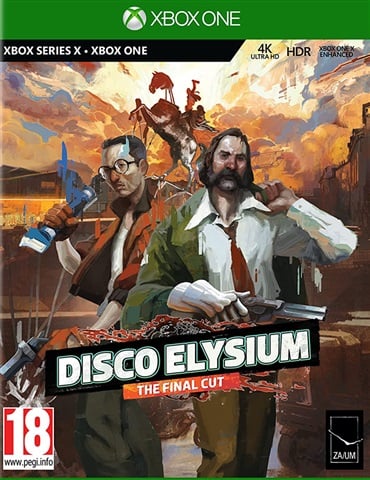 XBOX ONE
XBOX SERIES X • XBOX ONE
4K
ULTRA HD
HDR
XBOX ONE X
ENHANCED
DISCO ELYSIUM
THE FINAL CUT
18
www.pegi.info
ZA/UM